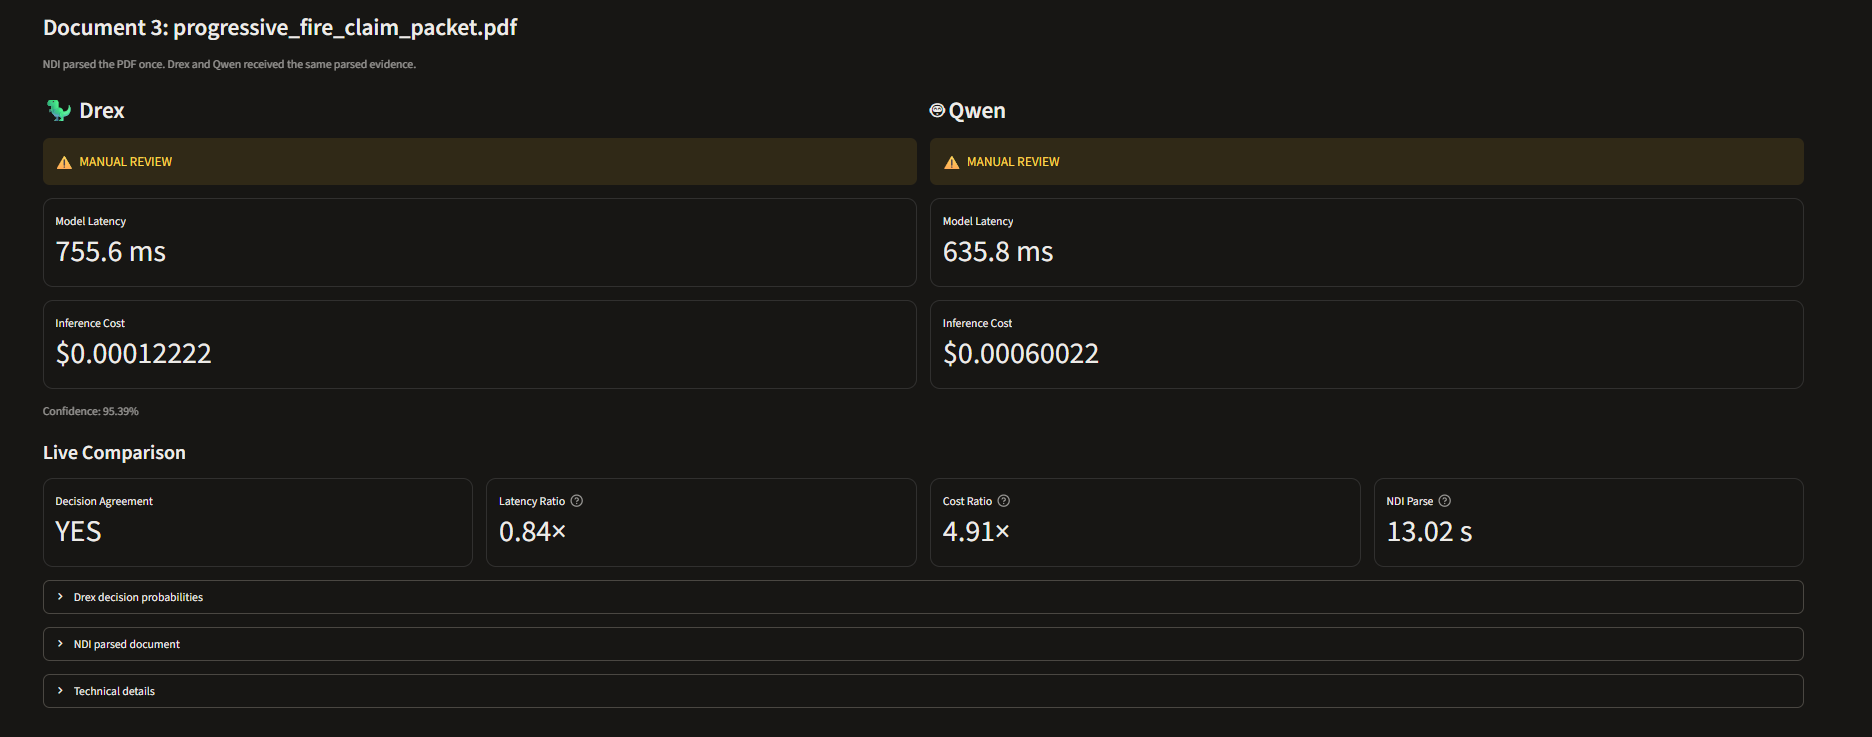 Document 3: progressive_fire_claim_packet.pdf
NDI parsed the PDF once. Drex and Qwen received the same parsed evidence.
Drex
MANUAL REVIEW
Model Latency
755.6 ms
Inference Cost
$0.00012222
Confidence: 95.39%
Qwen
MANUAL REVIEW
Model Latency
635.8 ms
Inference Cost
$0.00060022
Live Comparison
Decision Agreement
YES
Latency Ratio
0.84×
Cost Ratio
4.91×
NDI Parse
13.02 s
Drex decision probabilities
NDI parsed document
Technical details